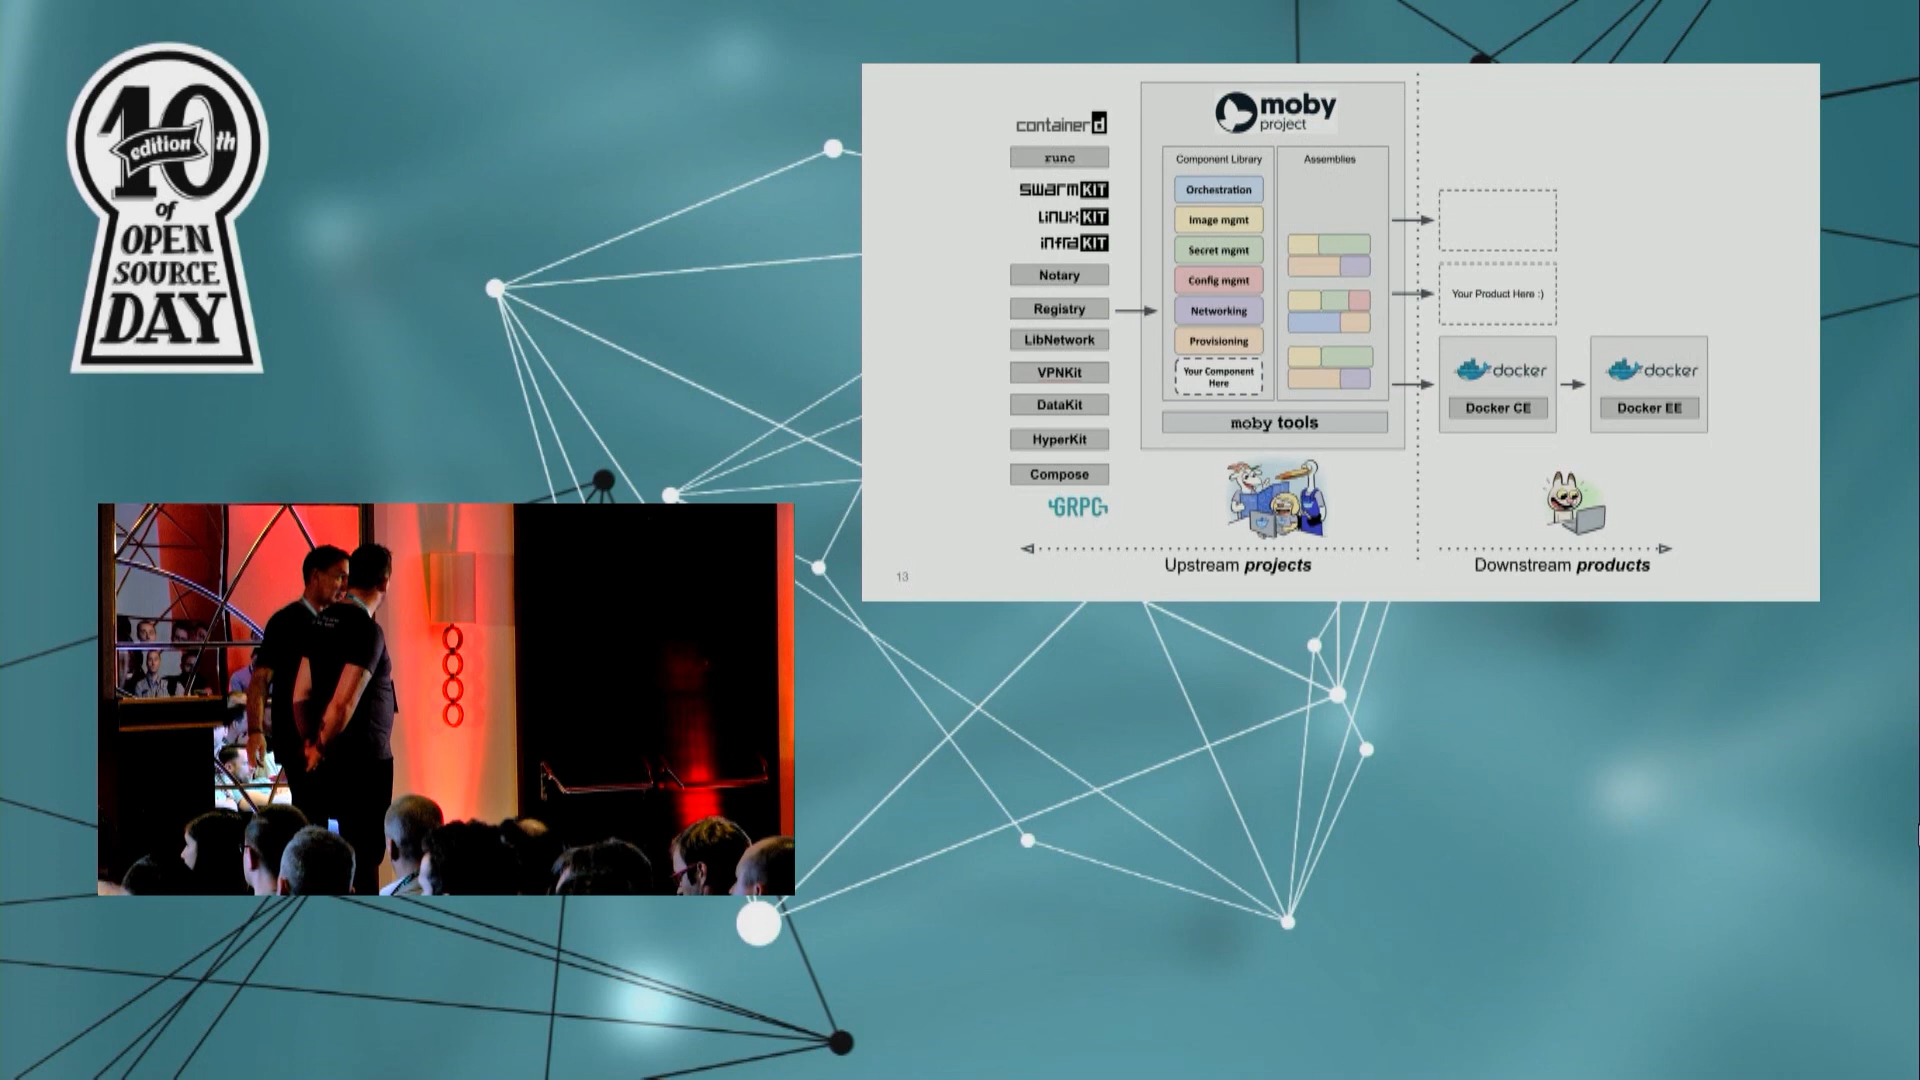 10th
edition
of
OPEN
SOURCE
DAY
containerd
runc
swarmKIT
LinuxKIT
infraKIT
Notary
Registry
LibNetwork
VPNKit
DataKit
HyperKit
Compose
GRPC
moby
project
Component Library
Orchestration
Image mgmt
Secret mgmt
Config mgmt
Networking
Provisioning
Your Component
Here
Assemblies
moby tools
Your Product Here :)
docker
Docker CE
docker
Docker EE
Upstream projects
Downstream products
13